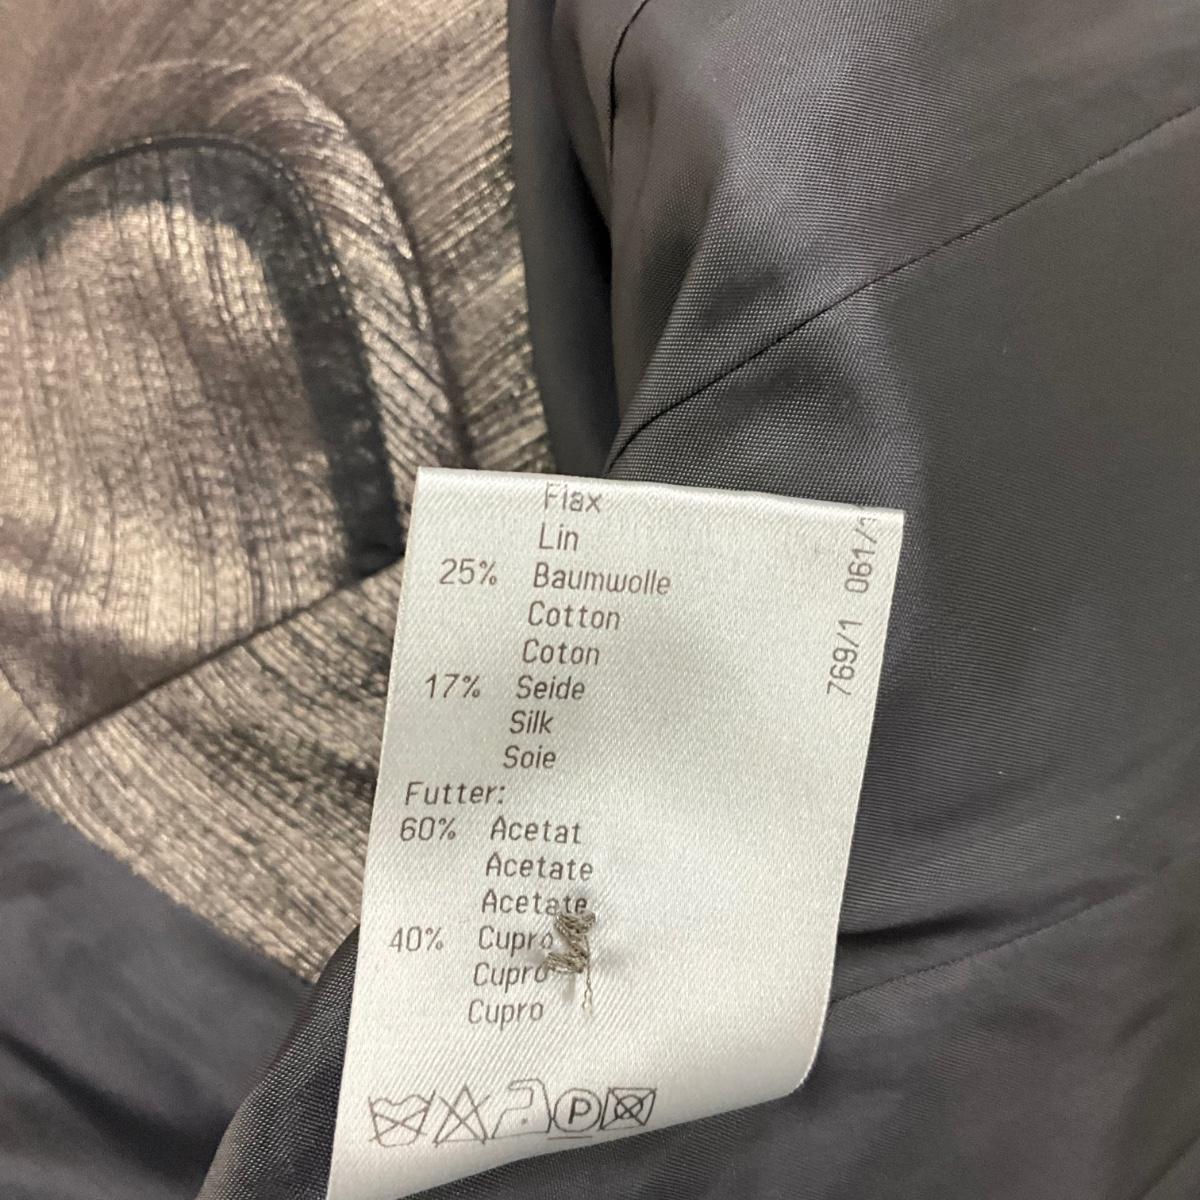 Flax
Lin
25% Baumwolle
Cotton
Coton
17% Seide
Silk
Soie
Futter:
60% Acetat
Acetate
Acetate
40% Cupro
Cupro
Cupro
P
769/1 061/